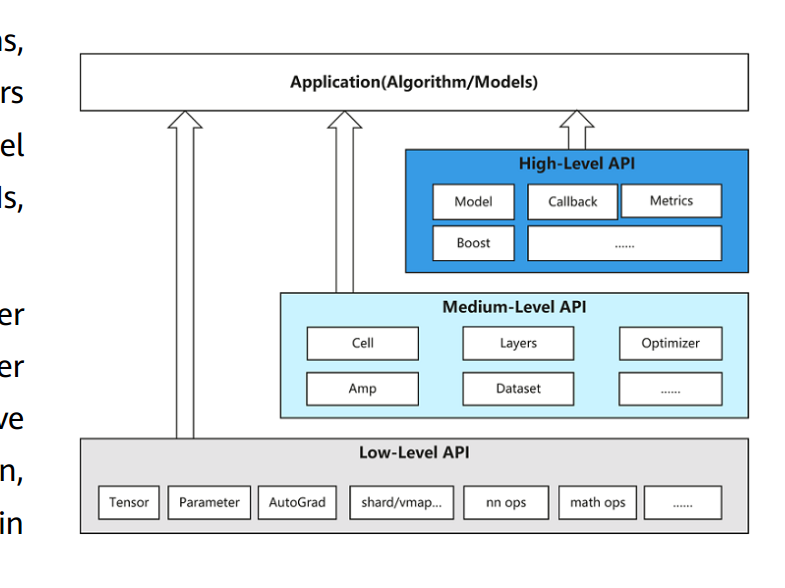 ns,
rs
el
ls,
er
er
ve
n,
in
Application(Algorithm/Models)
High-Level API
Model Callback Metrics
Boost ......
Medium-Level API
Cell Layers Optimizer
Amp Dataset ......
Low-Level API
Tensor Parameter AutoGrad shard/vmap... nn ops math ops ......